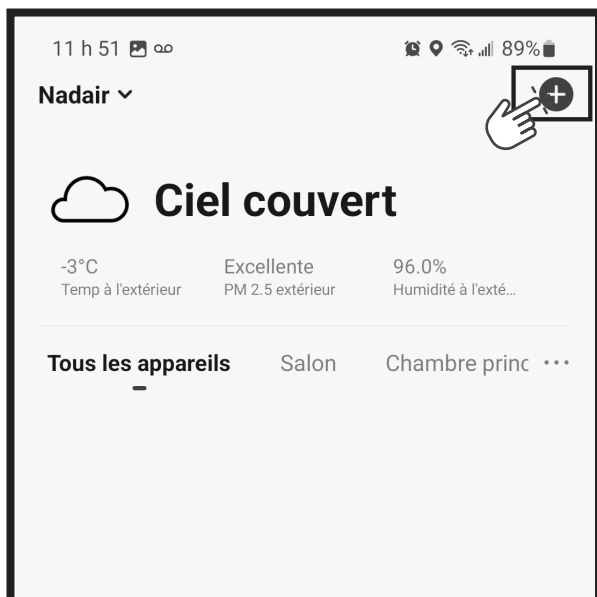 11 h 51 89%
Nadair
Ciel couvert
-3°C Excellente 96.0%
Temp à l'extérieur PM 2.5 extérieur Humidité à l'exté...
Tous les appareils Salon Chambre princ ...